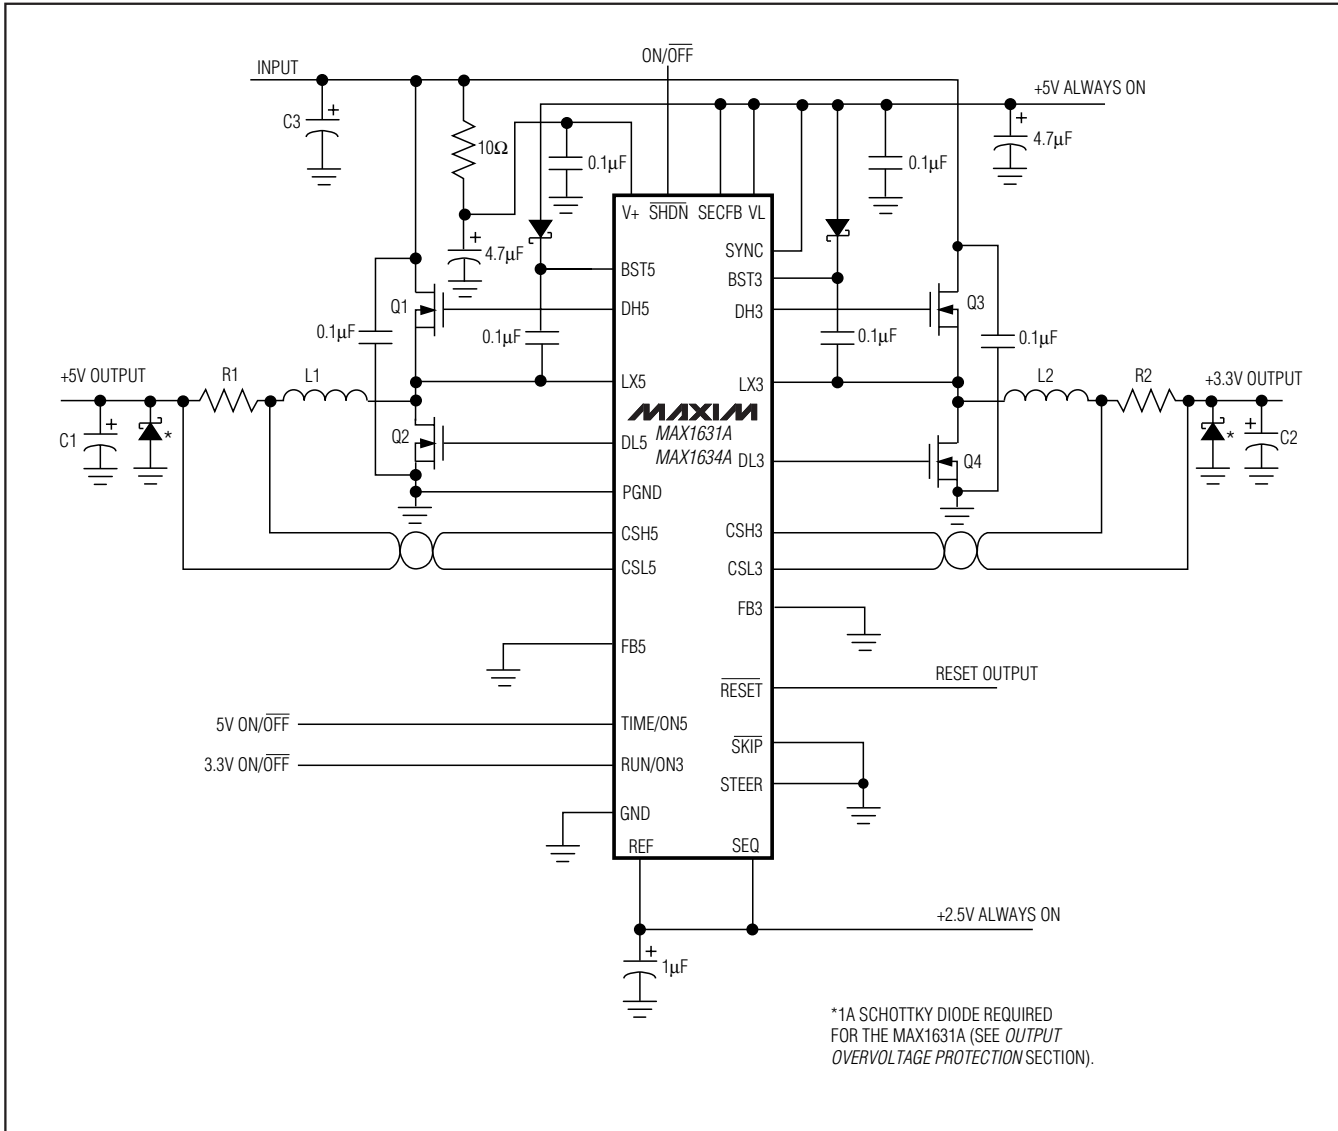 ON/OFF
INPUT
+5V ALWAYS ON
C3
+
10Ω
0.1µF
0.1µF
+
4.7µF
V+
SHDN
SECFB
VL
+
4.7µF
SYNC
BST5
BST3
Q1
DH5
DH3
Q3
0.1µF
0.1µF
0.1µF
0.1µF
+5V OUTPUT
R1
L1
LX5
LX3
L2
R2
+3.3V OUTPUT
MAXIM
MAX1631A
MAX1634A
C1
+
*
Q2
DL5
DL3
Q4
*
+
C2
PGND
CSH5
CSH3
CSL5
CSL3
FB3
FB5
RESET
RESET OUTPUT
5V ON/OFF
TIME/ON5
SKIP
3.3V ON/OFF
RUN/ON3
STEER
GND
REF
SEQ
+2.5V ALWAYS ON
+
1µF
*1A SCHOTTKY DIODE REQUIRED
FOR THE MAX1631A (SEE OUTPUT
OVERVOLTAGE PROTECTION SECTION).